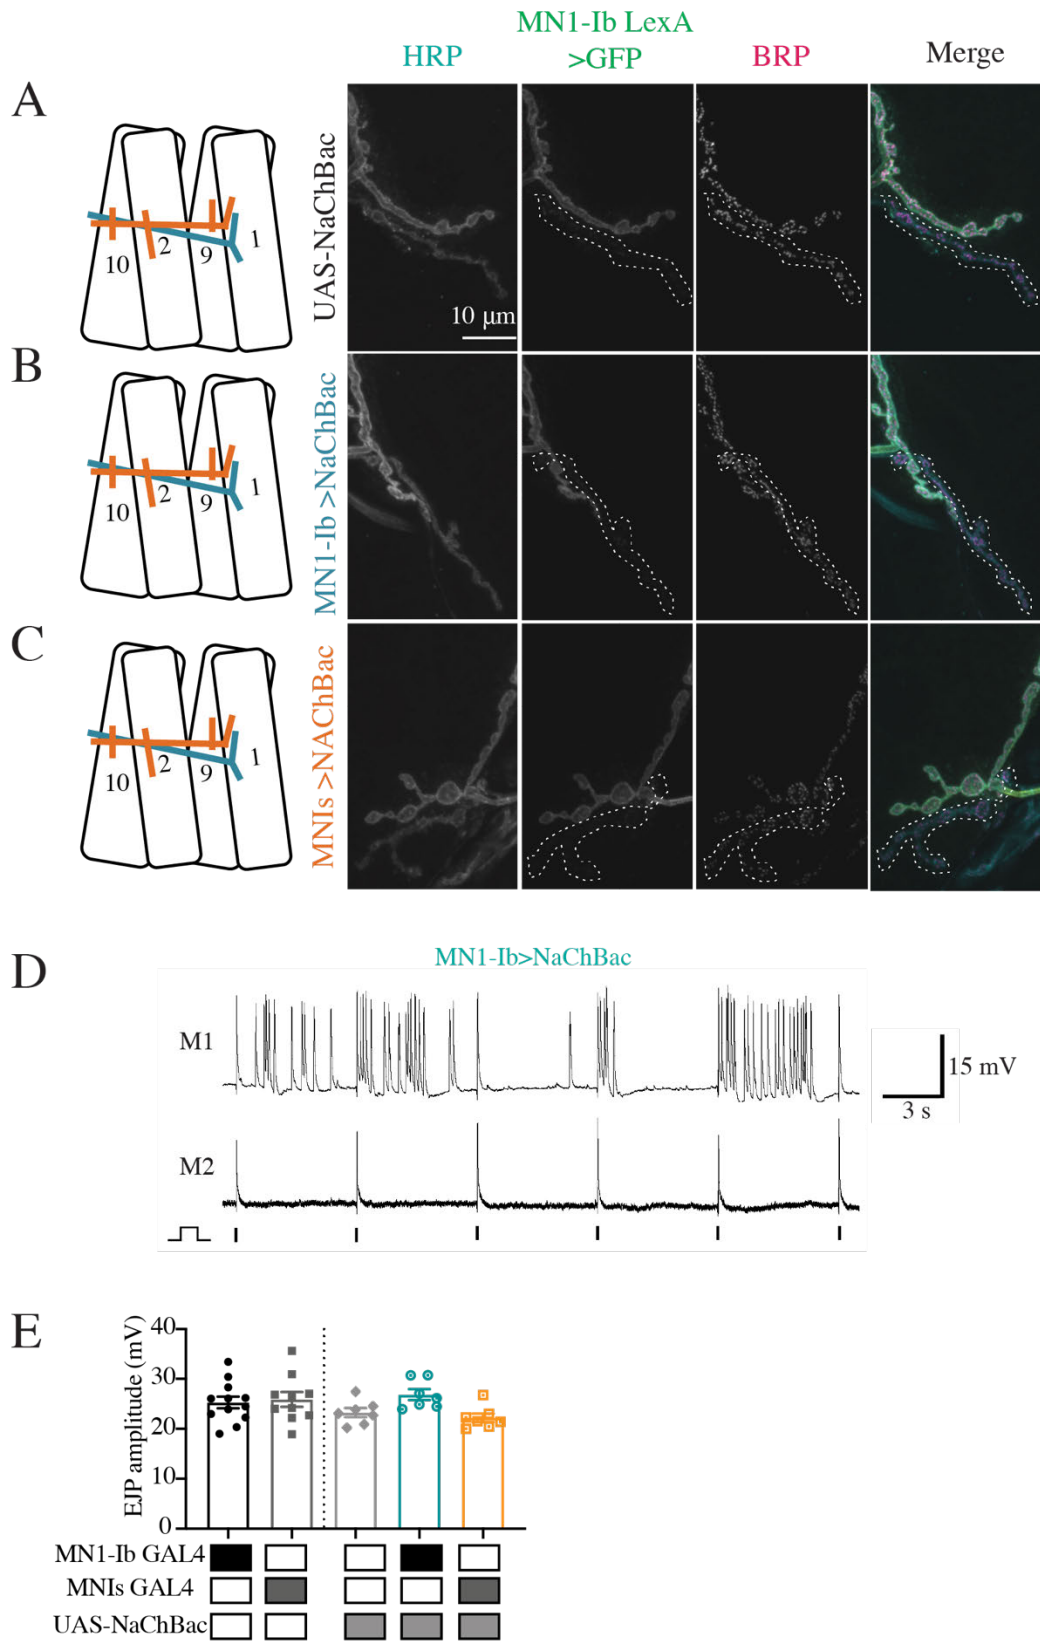 HRP
MN1-Ib LexA
>GFP
BRP
Merge
A
UAS-NaChBac
10
2
9
1
10 µm
B
MN1-Ib >NaChBac
10
2
9
1
C
MNIs >NAChBac
10
2
9
1
D
MN1-Ib>NaChBac
M1
15 mV
3 s
M2
E
EJP amplitude (mV)
40
30
20
10
0
MN1-Ib GAL4
MNIs GAL4
UAS-NaChBac